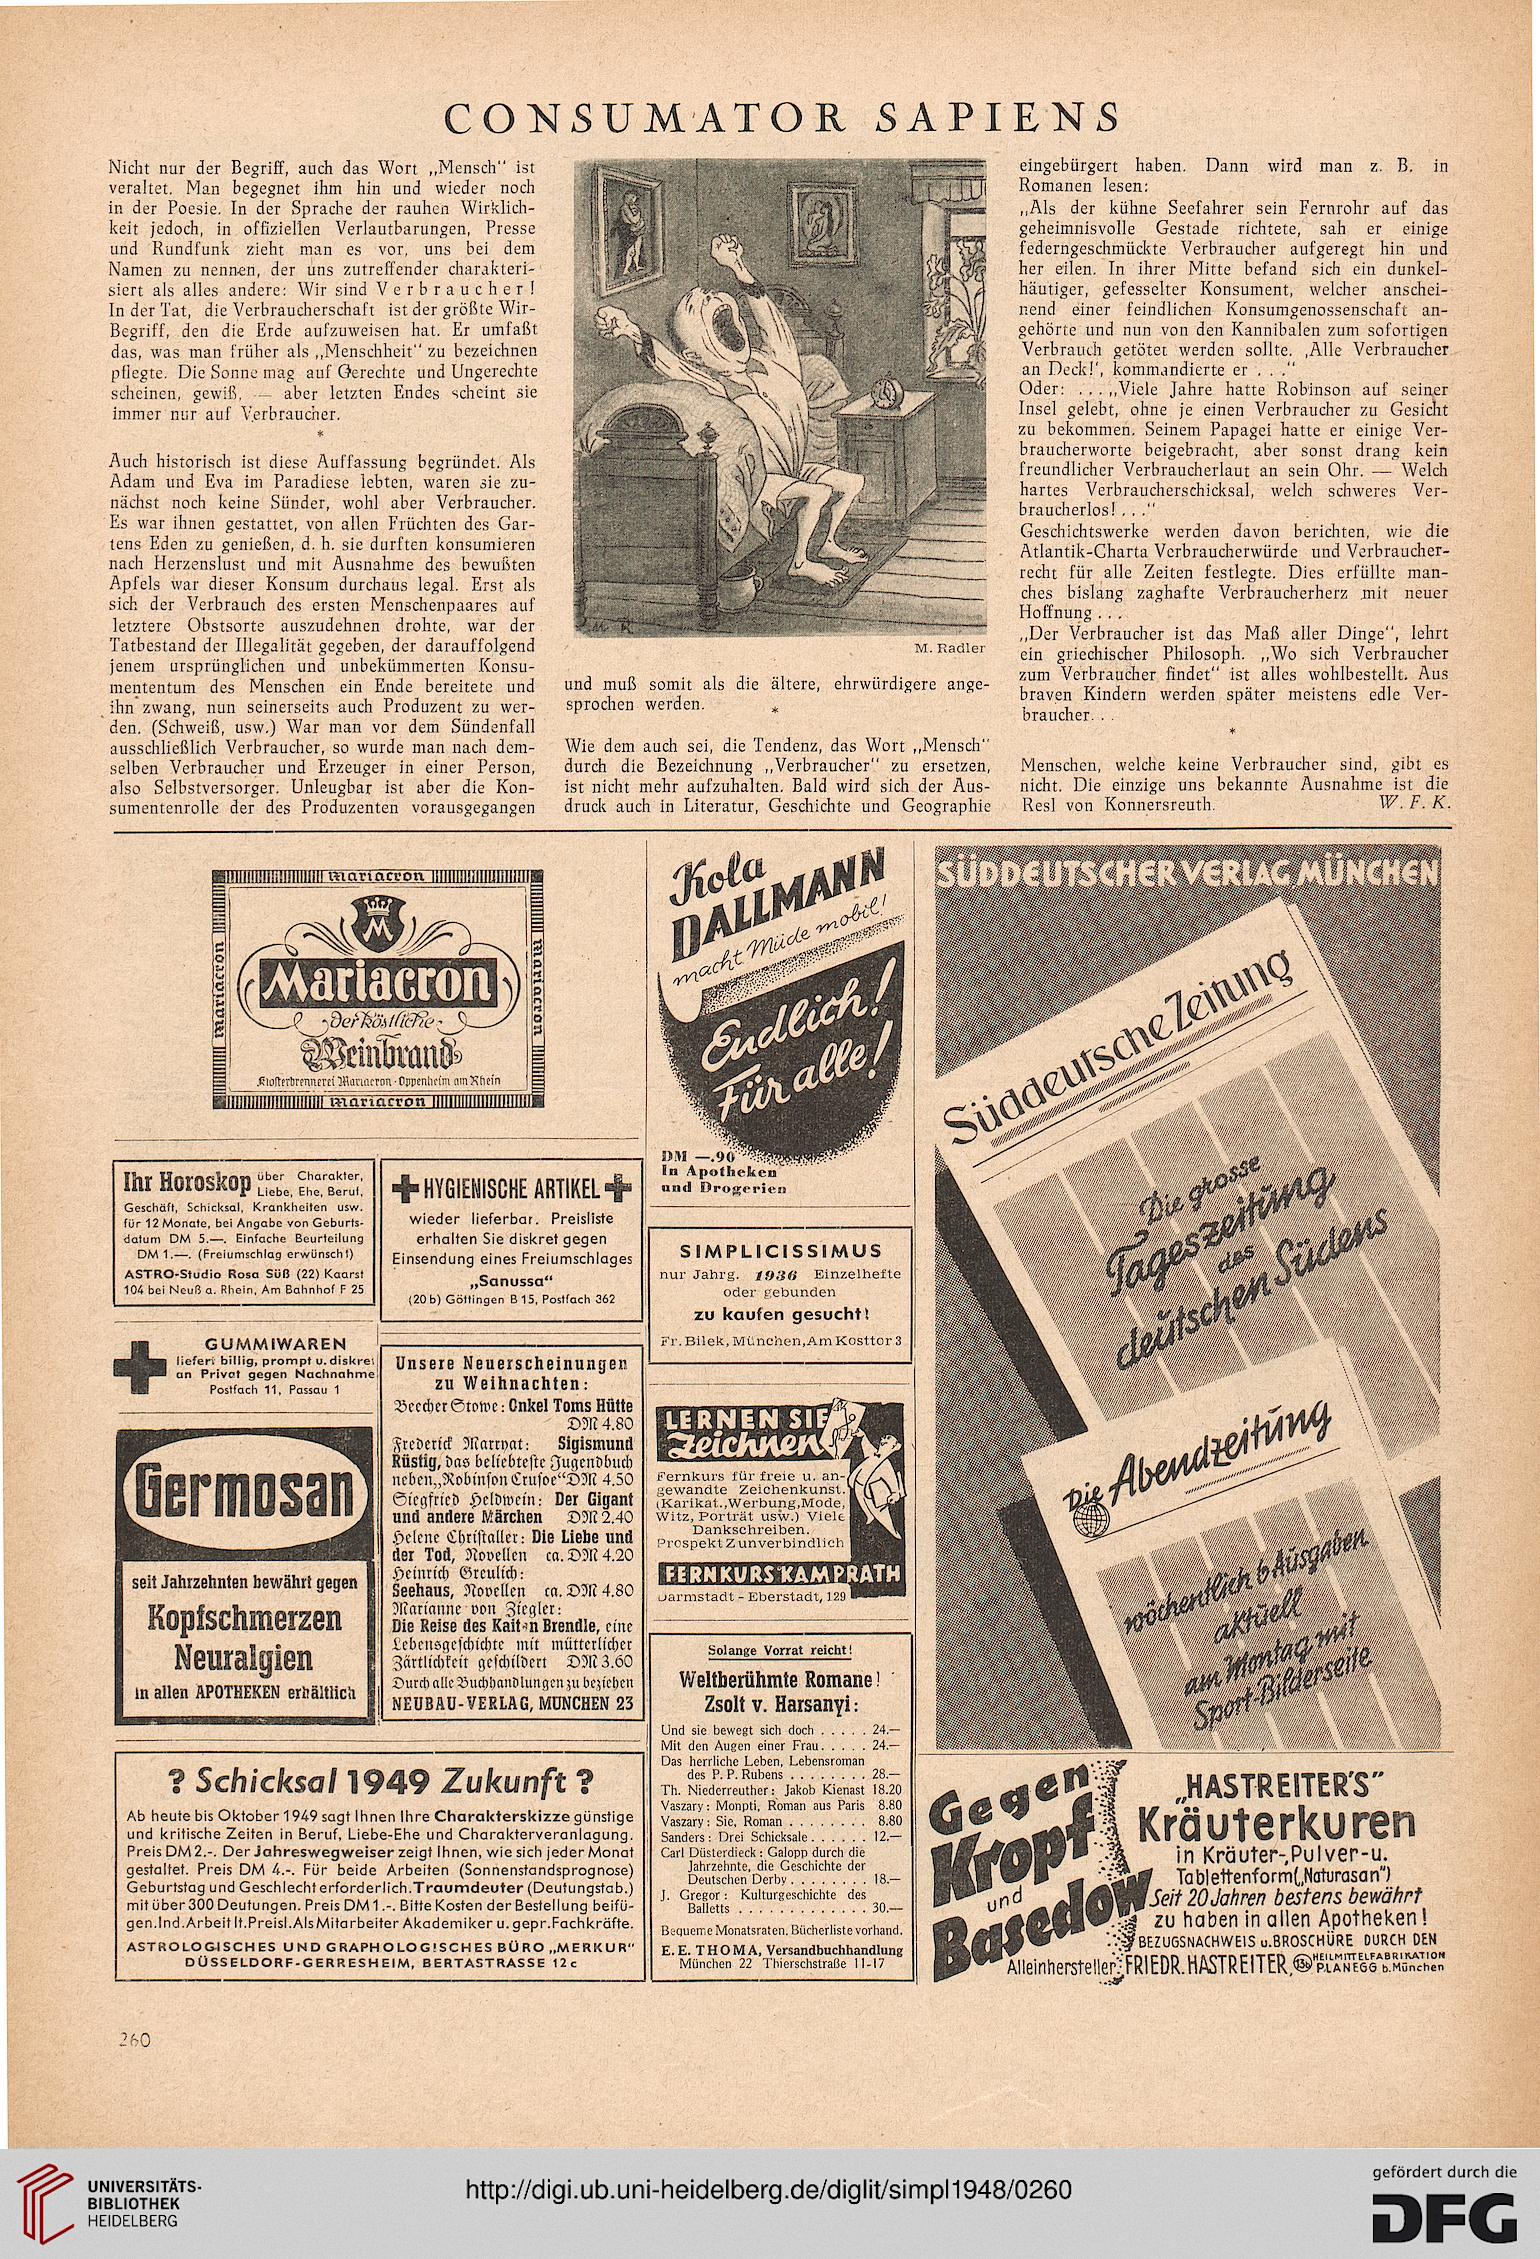 CONSUMATOR SAPIENS
Nicht nur der Begriff, auch das Wort „Mensch" ist
veraltet. Man begegnet ihm hin und wieder noch
in der Poesie. In der Sprache der rauhen Wirklich-
keit jedoch, in offiziellen Verlautbarungen, Presse
und Rundfunk zieht man es vor, uns bei dem
Namen zu nennen, der uns zutreffender charakteri-
siert als alles andere: Wir sind Verbraucher!
In der Tat, die Verbraucherschaft ist der größte Wir-
Begriff, den die Erde aufzuweisen hat. Er umfaßt
das, was man früher als „Menschheit" zu bezeichnen
pflegte. Die Sonne mag auf Gerechte und Ungerechte
scheinen, gewiß, — aber letzten Endes scheint sie
immer nur auf Verbraucher.
*
Auch historisch ist diese Auffassung begründet. Als
Adam und Eva im Paradiese lebten, waren sie zu-
nächst noch keine Sünder, wohl aber Verbraucher.
Es war ihnen gestattet, von allen Früchten des Gar-
tens Eden zu genießen, d. h. sie durften konsumieren
nach Herzenslust und mit Ausnahme des bewußten
Apfels war dieser Konsum durchaus legal. Erst als
sich der Verbrauch des ersten Menschenpaares auf
letztere Obstsorte auszudehnen drohte, war der
Tatbestand der Illegalität gegeben, der darauffolgend
jenem ursprünglichen und unbekümmerten Konsu-
mententum des Menschen ein Ende bereitete und
ihn zwang, nun seinerseits auch Produzent zu wer-
den. (Schweiß, usw.) War man vor dem Sündenfall
ausschließlich Verbraucher, so wurde man nach dem-
selben Verbraucher und Erzeuger in einer Person,
also Selbstversorger. Unleugbar ist aber die Kon-
sumentenrolle der des Produzenten vorausgegangen
M R
M. Radler
und muß somit als die ältere, ehrwürdigere ange-
sprochen werden.
*
Wie dem auch sei, die Tendenz, das Wort „Mensch"
durch die Bezeichnung „Verbraucher" zu ersetzen,
ist nicht mehr aufzuhalten. Bald wird sich der Aus-
druck auch in Literatur, Geschichte und Geographie
eingebürgert haben. Dann wird man z. B. in
Romanen lesen:
„Als der kühne Seefahrer sein Fernrohr auf das
geheimnisvolle Gestade richtete, sah er einige
federngeschmückte Verbraucher aufgeregt hin und
her eilen. In ihrer Mitte befand sich ein dunkel-
häutiger, gefesselter Konsument, welcher anschei-
nend einer feindlichen Konsumgenossenschaft an-
gehörte und nun von den Kannibalen zum sofortigen
Verbrauch getötet werden sollte. ‚Alle Verbraucher
an Deck!', kommandierte er . . ."
Oder: . . . „Viele Jahre hatte Robinson auf seiner
Insel gelebt, ohne je einen Verbraucher zu Gesicht
zu bekommen. Seinem Papagei hatte er einige Ver-
braucherworte beigebracht, aber sonst drang kein
freundlicher Verbraucherlaut an sein Ohr. — Welch
hartes Verbraucherschicksal, welch schweres Ver-
braucherlos! . . ."
Geschichtswerke werden davon berichten, wie die
Atlantik-Charta Verbraucherwürde und Verbraucher-
recht für alle Zeiten festlegte. Dies erfüllte man-
ches bislang zaghafte Verbraucherherz mit neuer
Hoffnung . . .
„Der Verbraucher ist das Maß aller Dinge", lehrt
ein griechischer Philosoph. „Wo sich Verbraucher
zum Verbraucher findet" ist alles wohlbestellt. Aus
braven Kindern werden später meistens edle Ver-
braucher. . .
*
Menschen, welche keine Verbraucher sind, gibt es
nicht. Die einzige uns bekannte Ausnahme ist die
Resl von Konnersreuth. W. F. K.
Mariacron
Mariacron
Mariacron
M
Mariacron
der köstliche
Weinbrand
Klosterbrennerei Mariacron · Oppenheim am Rhein
Mariacron
Ihr Horoskop über Charakter,
Liebe, Ehe, Beruf,
Geschäft, Schicksal, Krankheiten usw.
für 12 Monate, bei Angabe von Geburts-
datum DM 5.—. Einfache Beurteilung
DM 1.—. (Freiumschlag erwünscht)
ASTRO-Studio Rosa Süß (22) Kaarst
104 bei Neuß a. Rhein, Am Bahnhof F 25
HYGIENISCHE ARTIKEL
wieder lieferbar. Preisliste
erhalten Sie diskret gegen
Einsendung eines Freiumschlages
„Sanussa"
(20 b) Göttingen B 15, Postfach 362
GUMMIWAREN
liefert billig, prompt u. diskret
an Privat gegen Nachnahme
Postfach 11, Passau 1
Germosan
seit Jahrzehnten bewährt gegen
Kopfschmerzen
Neuralgien
in allen APOTHEKEN erhältlich
Unsere Neuerscheinungen
zu Weihnachten:
Beecher Stowe: Onkel Toms Hütte
DM 4.80
Frederick Marryat: Sigismund
Rüstig, das beliebteste Jugendbuch
neben „Robinson Crusoe" DM 4.50
Siegfried Heldwein: Der Gigant
und andere Märchen DM 2.40
Helene Christaller: Die Liebe und
der Tod, Novellen ca. DM 4.20
Heinrich Greulich:
Seehaus, Novellen ca. DM 4.80
Marianne von Ziegler:
Die Reise des Kaitan Brendle, eine
Lebensgeschichte mit mütterlicher
Zärtlichkeit geschildert DM 3.60
Durch alle Buchhandlungen zu beziehen
NEUBAU-VERLAG, MÜNCHEN 23
? Schicksal 1949 Zukunft ?
Ab heute bis Oktober 1949 sagt Ihnen Ihre Charakterskizze günstige
und kritische Zeiten in Beruf, Liebe-Ehe und Charakterveranlagung.
Preis DM 2.-. Der Jahreswegweiser zeigt Ihnen, wie sich jeder Monat
gestaltet. Preis DM 4.-. Für beide Arbeiten (Sonnenstandsprognose)
Geburtstag und Geschlecht erforderlich. Traumdeuter (Deutungstab.)
mit über 300 Deutungen. Preis DM 1.-. Bitte Kosten der Bestellung beifü-
gen. Ind. Arbeit lt. Preisl. Als Mitarbeiter Akademiker u. gepr. Fachkräfte.
ASTROLOGISCHES UND GRAPHOLOGISCHES BÜRO „MERKUR"
DÜSSELDORF-GERRESHEIM, BERTASTRASSE 12 c
Kola
DALLMANN
macht Müde mobil!
Endlich!
Für alle!
DM —.90
In Apotheken
und Drogerien
SIMPLICISSIMUS
nur Jahrg. 1936 Einzelhefte
oder gebunden
zu kaufen gesucht!
Fr. Bilek, München, Am Kosttor 3
LERNEN SIE
Zeichnen
Fernkurs für freie u. an-
gewandte Zeichenkunst.
(Karikat., Werbung, Mode,
Witz, Porträt usw.) Viele
Dankschreiben.
Prospekt Z unverbindlich
FERNKURS KAMPRATH
Darmstadt - Eberstadt, 129
Solange Vorrat reicht!
Weltberühmte Romane!
Zsolt v. Harsanyi:
Und sie bewegt sich doch . . . . . 24.—
Mit den Augen einer Frau . . . . . 24.—
Das herrliche Leben, Lebensroman
des P. P. Rubens . . . . . . . . 28.—
Th. Niederreuther: Jakob Kienast 18.20
Vaszary: Monpti, Roman aus Paris 8.80
Vaszary: Sie, Roman . . . . . . . . 8.80
Sanders: Drei Schicksale . . . . . . 12.—
Carl Düsterdieck: Galopp durch die
Jahrzehnte, die Geschichte der
Deutschen Derby . . . . . . . . 18.—
J. Gregor: Kulturgeschichte des
Balletts . . . . . . . . . . . . 30.—
Bequeme Monatsraten. Bücherliste vorhand.
E. E. THOMA, Versandbuchhandlung
München 22 Thierschstraße 11-17
SÜDDEUTSCHER VERLAG MÜNCHEN
Süddeutsche Zeitung
Die grosse
Tageszeitung
des
deutschen Südens
Die Abendzeitung
wöchentlich 6 Ausgaben
aktuell
am Montag mit
Sport-Bilderseite
Gegen
Kropf
und
Basedow
„HASTREITER'S"
Kräuterkuren
in Kräuter-, Pulver- u.
Tablettenform („Naturasan")
Seit 20 Jahren bestens bewährt
zu haben in allen Apotheken!
BEZUGSNACHWEIS u. BROSCHÜRE DURCH DEN
Alleinhersteller: FRIEDR. HASTREITER, 13b HEILMITTELFABRIKATION
PLANEGG b. München
260
UNIVERSITÄTS-
BIBLIOTHEK
HEIDELBERG
http://digi.ub.uni-heidelberg.de/diglit/simpl1948/0260
gefördert durch die
DFG